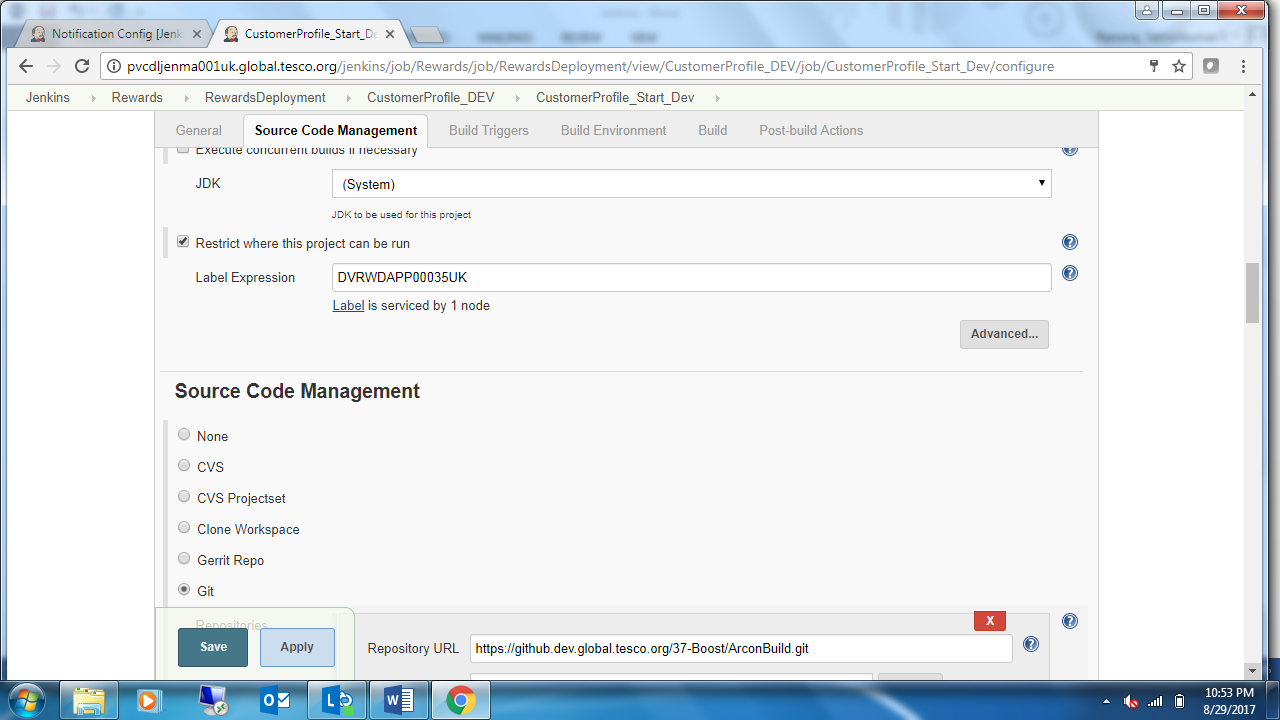 Notification Config [Jenk
CustomerProfile_Start_De
pvcdljenma001uk.global.tesco.org/jenkins/job/Rewards/job/RewardsDeployment/view/CustomerProfile_DEV/job/CustomerProfile_Start_Dev/configure
Jenkins Rewards RewardsDeployment CustomerProfile_DEV CustomerProfile_Start_Dev
General Source Code Management Build Triggers Build Environment Build Post-build Actions
Execute concurrent builds if necessary
JDK (System)
JDK to be used for this project
Restrict where this project can be run
Label Expression DVRWDAPP00035UK
Label is serviced by 1 node
Advanced...
Source Code Management
None
CVS
CVS Projectset
Clone Workspace
Gerrit Repo
Git
Repositories
X
Save Apply Repository URL https://github.dev.global.tesco.org/37-Boost/ArconBuild.git
10:53 PM
8/29/2017